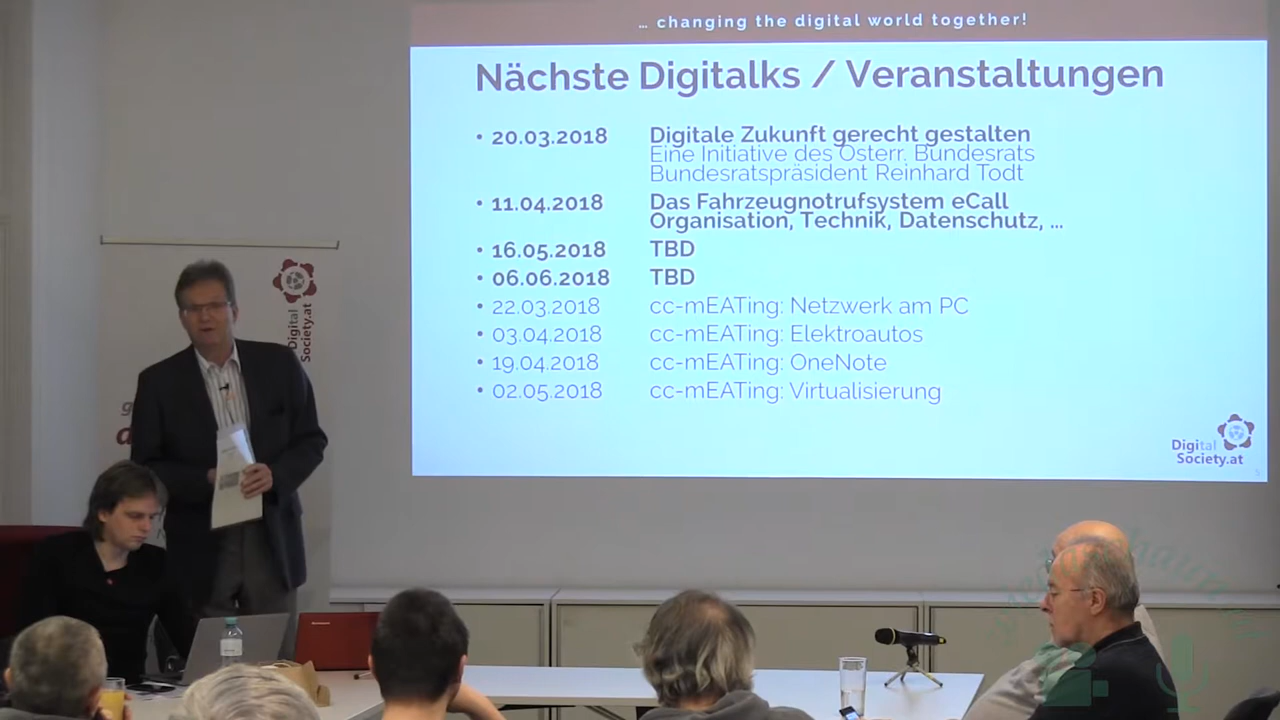 … changing the digital world together!
Nächste Digitalks / Veranstaltungen
• 20.03.2018 Digitale Zukunft gerecht gestalten
Eine Initiative des Österr. Bundesrats
Bundesratspräsident Reinhard Todt
• 11.04.2018 Das Fahrzeugnotrufsystem eCall
Organisation, Technik, Datenschutz, ...
• 16.05.2018 TBD
• 06.06.2018 TBD
• 22.03.2018 cc-mEATing: Netzwerk am PC
• 03.04.2018 cc-mEATing: Elektroautos
• 19.04.2018 cc-mEATing: OneNote
• 02.05.2018 cc-mEATing: Virtualisierung
Digital
Society.at
Digital
Society.at